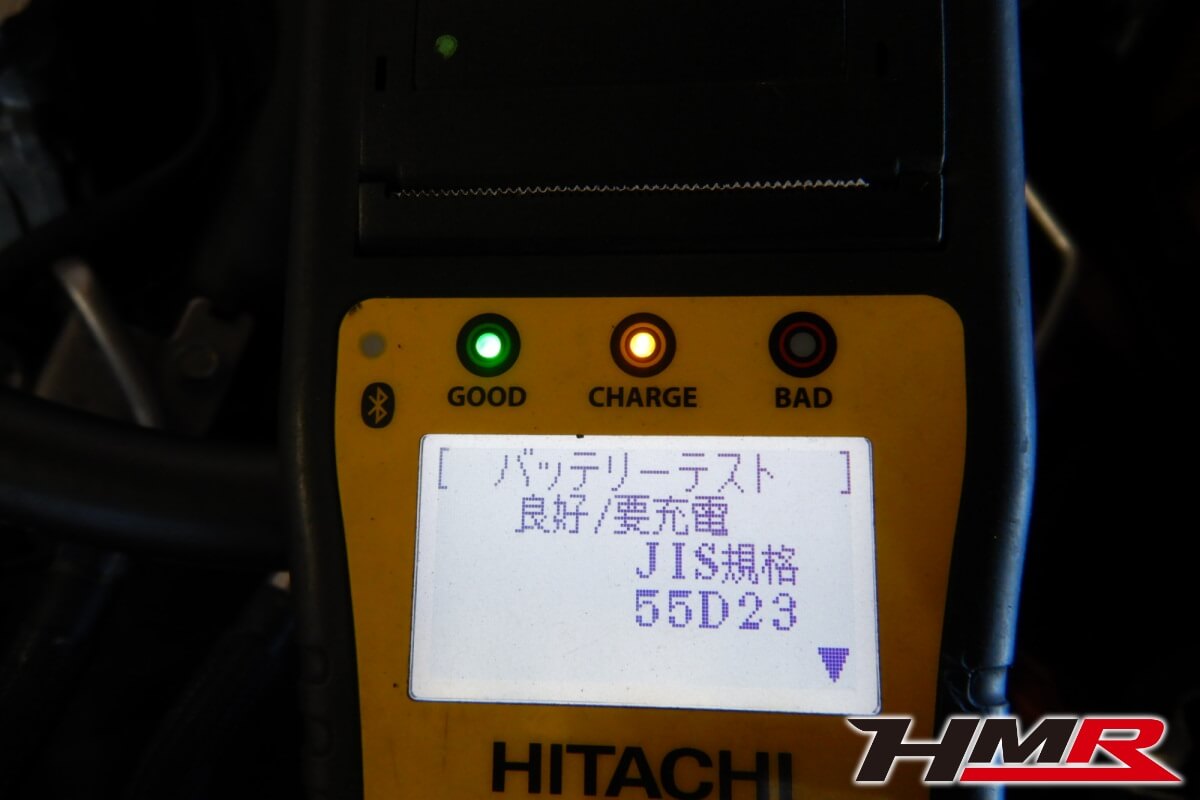 GOOD CHARGE BAD
[ バッテリーテスト ]
良好/要充電
JIS規格
55D23
HITACHI
HMR